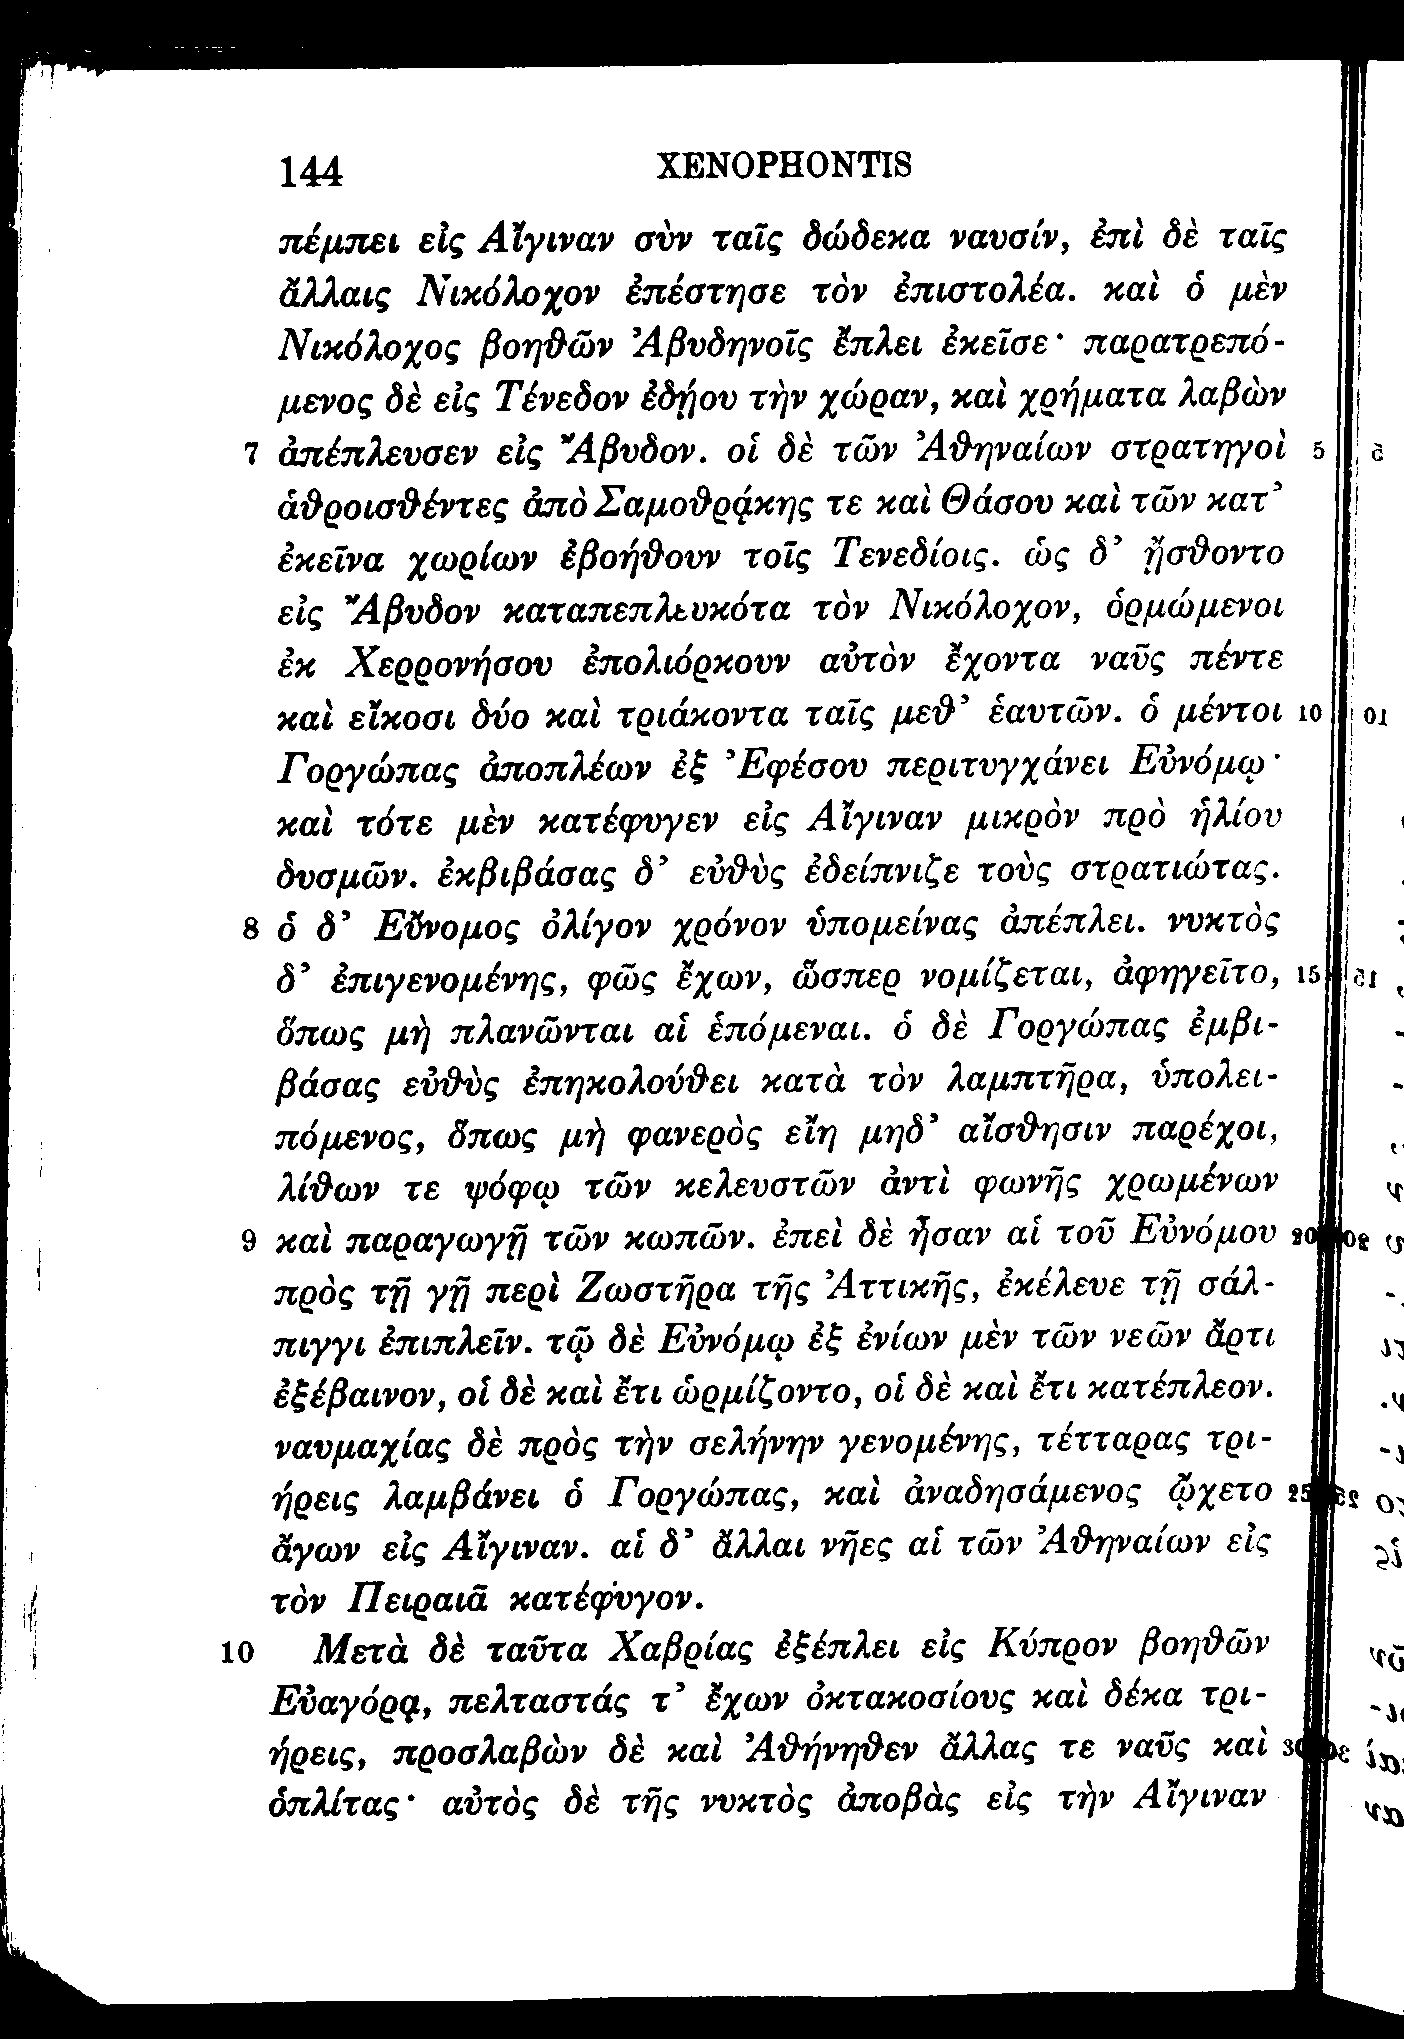 144 XENOPHONTIS
πέμπει εἰς Αἴγιναν σὺν ταῖς δώδεκα ναυσίν, ἐπὶ δὲ ταῖς
ἄλλαις Νικόλοχον ἐπέστησε τὸν ἐπιστολέα. καὶ ὁ μὲν
Νικόλοχος βοηθῶν Ἀβυδηνοῖς ἔπλει ἐκεῖσε· παρατρεπό-
μενος δὲ εἰς Τένεδον ἐδῄου τὴν χώραν, καὶ χρήματα λαβὼν
7 ἀπέπλευσεν εἰς Ἄβυδον. οἱ δὲ τῶν Ἀθηναίων στρατηγοὶ 5
ἁθροισθέντες ἀπὸ Σαμοθρᾴκης τε καὶ Θάσου καὶ τῶν κατ’
ἐκεῖνα χωρίων ἐβοήθουν τοῖς Τενεδίοις. ὡς δ’ ᾔσθοντο
εἰς Ἄβυδον καταπεπλευκότα τὸν Νικόλοχον, ὁρμώμενοι
ἐκ Χερρονήσου ἐπολιόρκουν αὐτὸν ἔχοντα ναῦς πέντε
καὶ εἴκοσι δύο καὶ τριάκοντα ταῖς μεθ’ ἑαυτῶν. ὁ μέντοι 10
Γοργώπας ἀποπλέων ἐξ Ἐφέσου περιτυγχάνει Εὐνόμῳ·
καὶ τότε μὲν κατέφυγεν εἰς Αἴγιναν μικρὸν πρὸ ἡλίου
δυσμῶν. ἐκβιβάσας δ’ εὐθὺς ἐδείπνιζε τοὺς στρατιώτας.
8 ὁ δ’ Εὔνομος ὀλίγον χρόνον ὑπομείνας ἀπέπλει. νυκτὸς
δ’ ἐπιγενομένης, φῶς ἔχων, ὥσπερ νομίζεται, ἀφηγεῖτο, 15
ὅπως μὴ πλανῶνται αἱ ἑπόμεναι. ὁ δὲ Γοργώπας ἐμβι-
βάσας εὐθὺς ἐπηκολούθει κατὰ τὸν λαμπτῆρα, ὑπολει-
πόμενος, ὅπως μὴ φανερὸς εἴη μηδ’ αἴσθησιν παρέχοι,
λίθων τε ψόφῳ τῶν κελευστῶν ἀντὶ φωνῆς χρωμένων
9 καὶ παραγωγῇ τῶν κωπῶν. ἐπεὶ δὲ ἦσαν αἱ τοῦ Εὐνόμου 20
πρὸς τῇ γῇ περὶ Ζωστῆρα τῆς Ἀττικῆς, ἐκέλευε τῇ σάλ-
πιγγι ἐπιπλεῖν. τῷ δὲ Εὐνόμῳ ἐξ ἐνίων μὲν τῶν νεῶν ἄρτι
ἐξέβαινον, οἱ δὲ καὶ ἔτι ὡρμίζοντο, οἱ δὲ καὶ ἔτι κατέπλεον.
ναυμαχίας δὲ πρὸς τὴν σελήνην γενομένης, τέτταρας τρι-
ήρεις λαμβάνει ὁ Γοργώπας, καὶ ἀναδησάμενος ᾤχετο 25
ἄγων εἰς Αἴγιναν. αἱ δ’ ἄλλαι νῆες αἱ τῶν Ἀθηναίων εἰς
τὸν Πειραιᾶ κατέφυγον.
10 Μετὰ δὲ ταῦτα Χαβρίας ἐξέπλει εἰς Κύπρον βοηθῶν
Εὐαγόρᾳ, πελταστάς τ’ ἔχων ὀκτακοσίους καὶ δέκα τρι-
ήρεις, προσλαβὼν δὲ καὶ Ἀθήνηθεν ἄλλας τε ναῦς καὶ 30
ὁπλίτας· αὐτὸς δὲ τῆς νυκτὸς ἀποβὰς εἰς τὴν Αἴγιναν